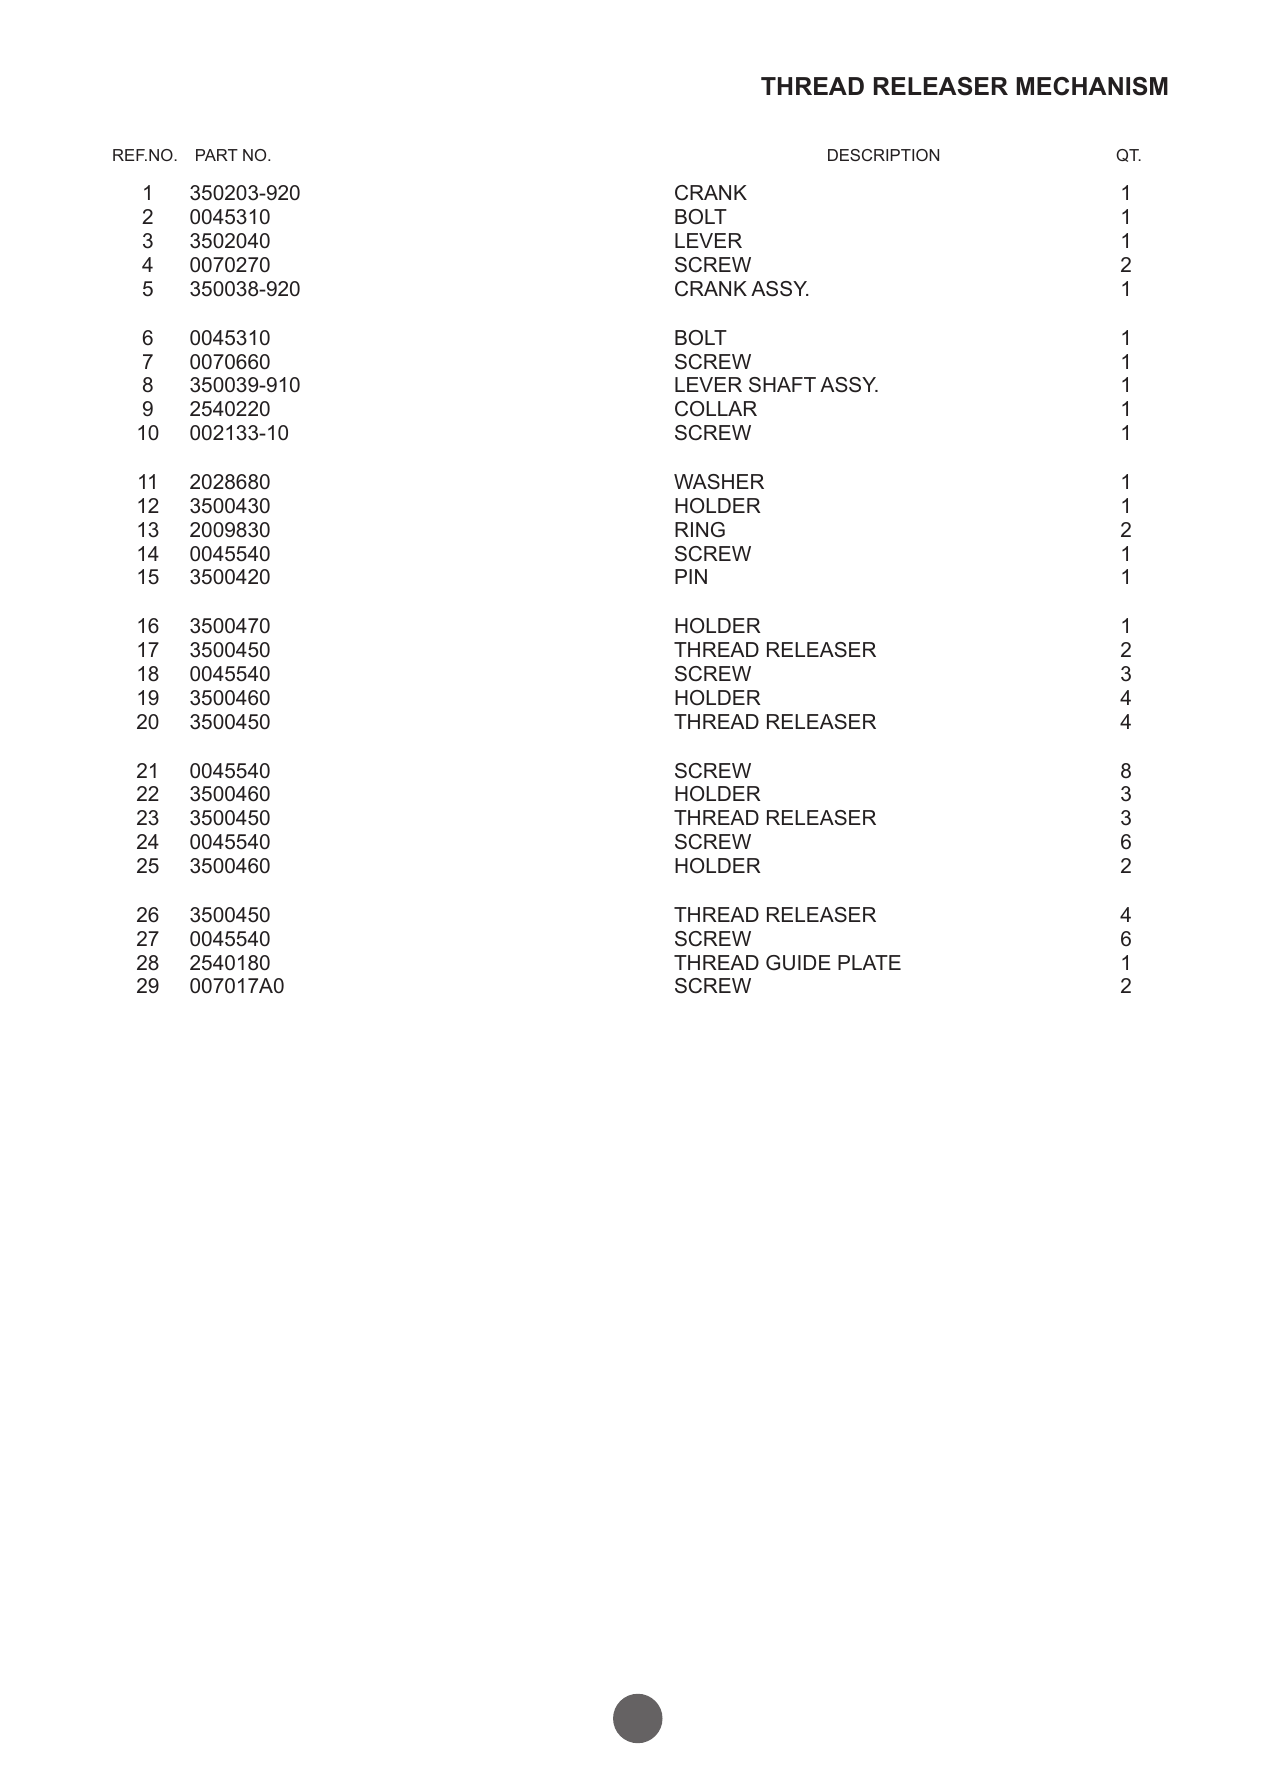 THREAD RELEASER MECHANISM
REF.NO. PART NO. DESCRIPTION QT.
1 350203-920 CRANK 1
2 0045310 BOLT 1
3 3502040 LEVER 1
4 0070270 SCREW 2
5 350038-920 CRANK ASSY. 1
6 0045310 BOLT 1
7 0070660 SCREW 1
8 350039-910 LEVER SHAFT ASSY. 1
9 2540220 COLLAR 1
10 002133-10 SCREW 1
11 2028680 WASHER 1
12 3500430 HOLDER 1
13 2009830 RING 2
14 0045540 SCREW 1
15 3500420 PIN 1
16 3500470 HOLDER 1
17 3500450 THREAD RELEASER 2
18 0045540 SCREW 3
19 3500460 HOLDER 4
20 3500450 THREAD RELEASER 4
21 0045540 SCREW 8
22 3500460 HOLDER 3
23 3500450 THREAD RELEASER 3
24 0045540 SCREW 6
25 3500460 HOLDER 2
26 3500450 THREAD RELEASER 4
27 0045540 SCREW 6
28 2540180 THREAD GUIDE PLATE 1
29 007017A0 SCREW 2